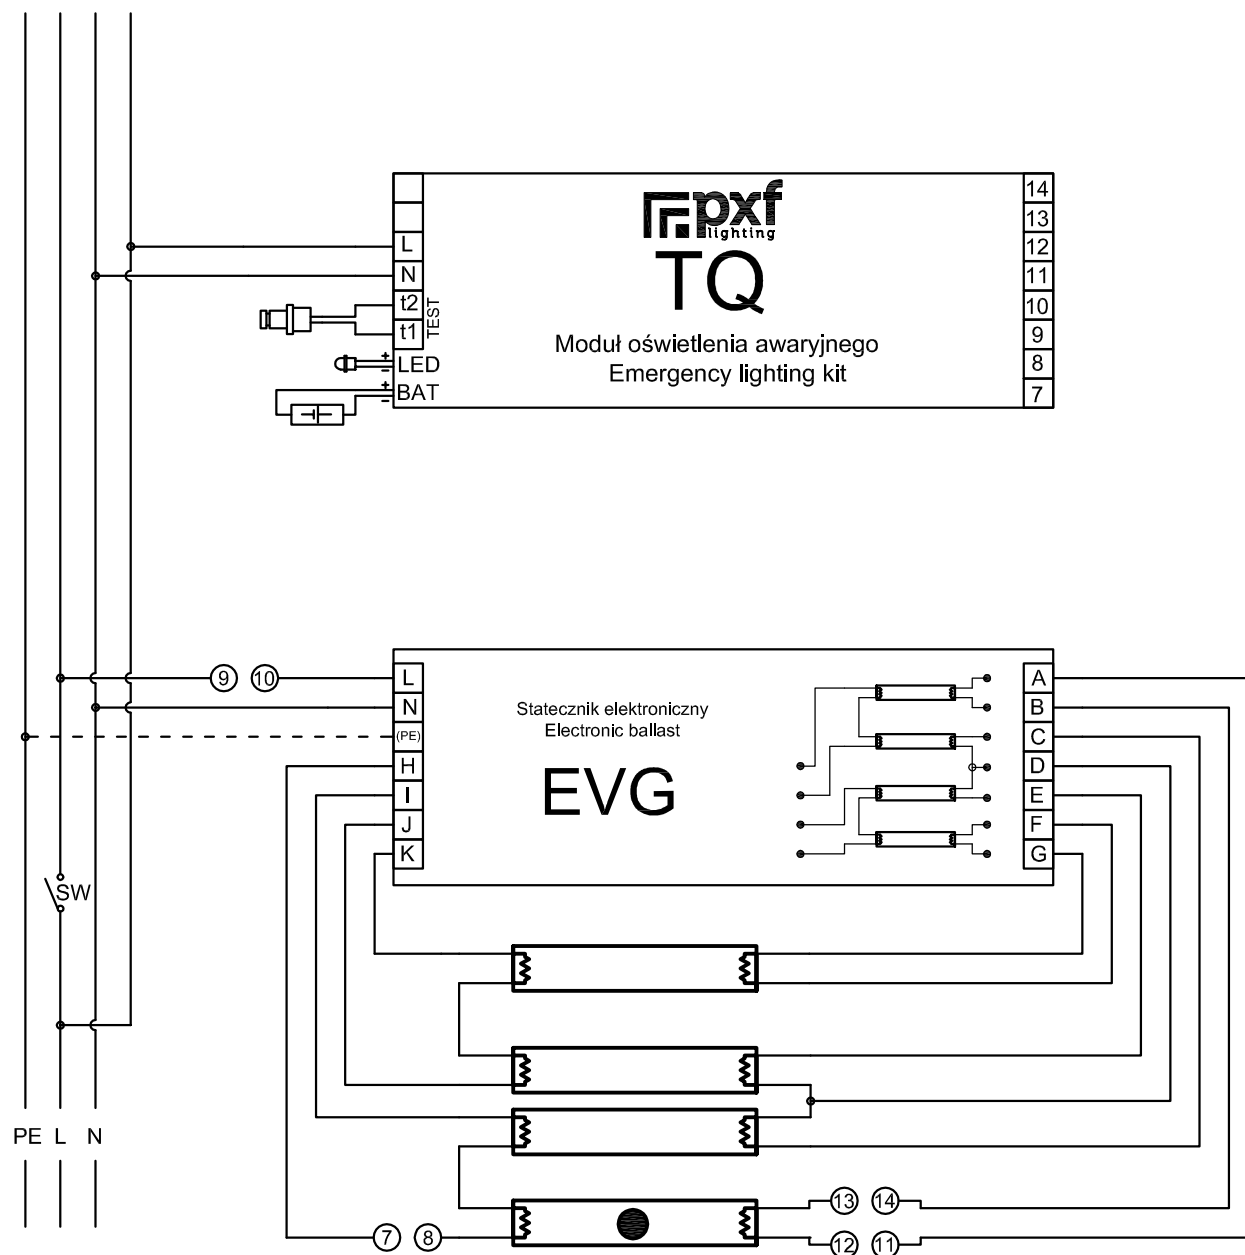 pxf
lighting
TQ
Moduł oświetlenia awaryjnego
Emergency lighting kit
L
N
t2
t1
TEST
+
LED
-
+
BAT
-
14
13
12
11
10
9
8
7
9 10
L
N
(PE)
H
I
J
K
Statecznik elektroniczny
Electronic ballast
EVG
A
B
C
D
E
F
G
SW
PE L N
13 14
7 8
12 11